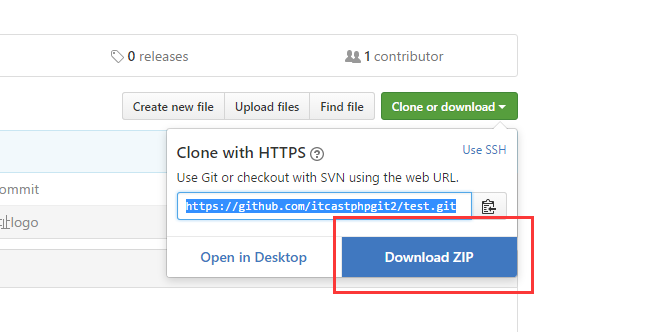 0 releases
1 contributor
Create new file
Upload files
Find file
Clone or download
Clone with HTTPS
Use SSH
Use Git or checkout with SVN using the web URL.
https://github.com/itcastphpgit2/test.git
ommit
logo
Open in Desktop
Download ZIP